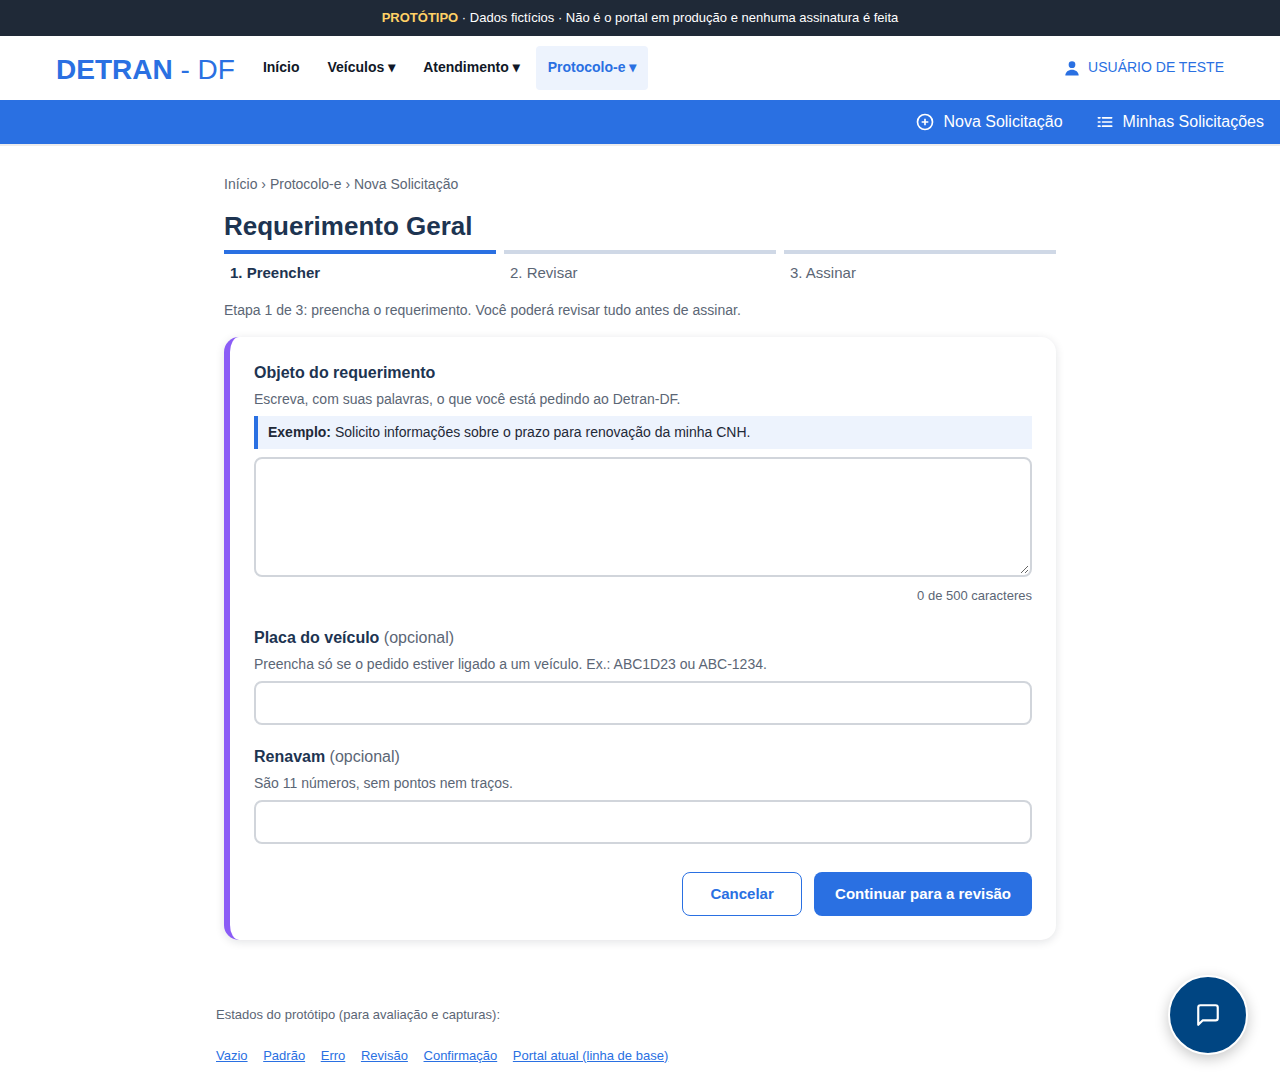 PROTÓTIPO · Dados fictícios · Não é o portal em produção e nenhuma assinatura é feita
DETRAN - DF
Início
Veículos ▾
Atendimento ▾
Protocolo-e ▾
USUÁRIO DE TESTE
Nova Solicitação
Minhas Solicitações
Início › Protocolo-e › Nova Solicitação
Requerimento Geral
1. Preencher
2. Revisar
3. Assinar
Etapa 1 de 3: preencha o requerimento. Você poderá revisar tudo antes de assinar.
Objeto do requerimento
Escreva, com suas palavras, o que você está pedindo ao Detran-DF.
Exemplo: Solicito informações sobre o prazo para renovação da minha CNH.
0 de 500 caracteres
Placa do veículo (opcional)
Preencha só se o pedido estiver ligado a um veículo. Ex.: ABC1D23 ou ABC-1234.
Renavam (opcional)
São 11 números, sem pontos nem traços.
Cancelar
Continuar para a revisão
Estados do protótipo (para avaliação e capturas):
Vazio Padrão Erro Revisão Confirmação Portal atual (linha de base)